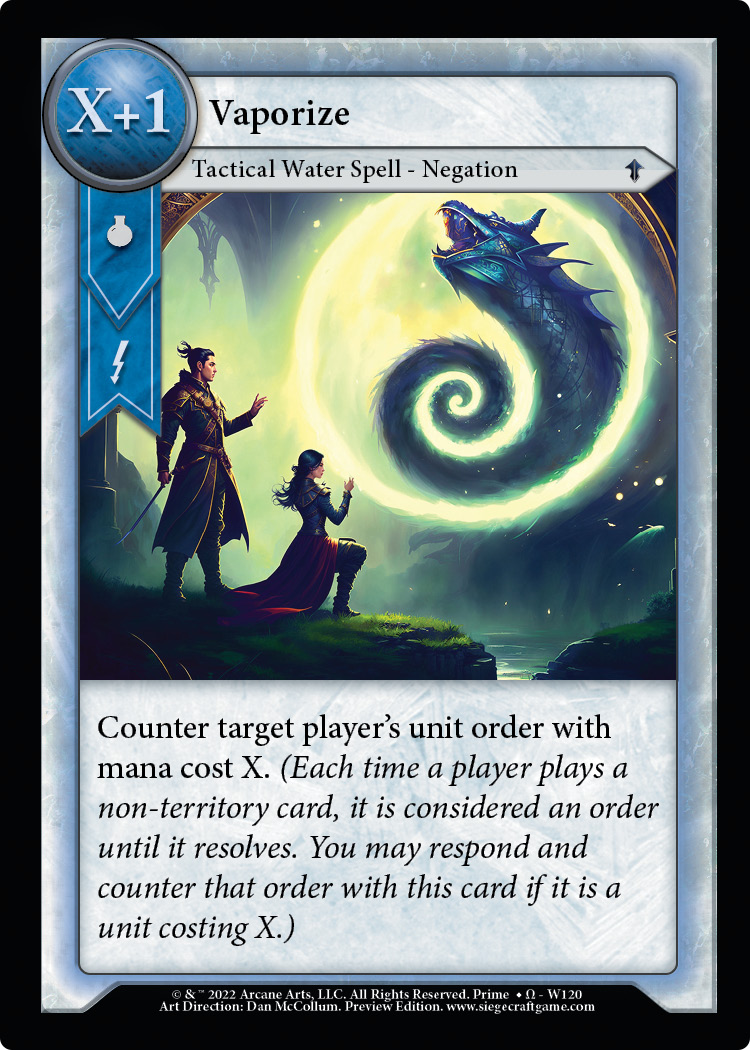 X+1
Vaporize
Tactical Water Spell - Negation
Counter target player's unit order with
mana cost X. (Each time a player plays a
non-territory card, it is considered an order
until it resolves. You may respond and
counter that order with this card if it is a
unit costing X.)
© & ™ 2022 Arcane Arts, LLC. All Rights Reserved. Prime ⬥ Ω - W120
Art Direction: Dan McCollum. Preview Edition. www.siegecraftgame.com